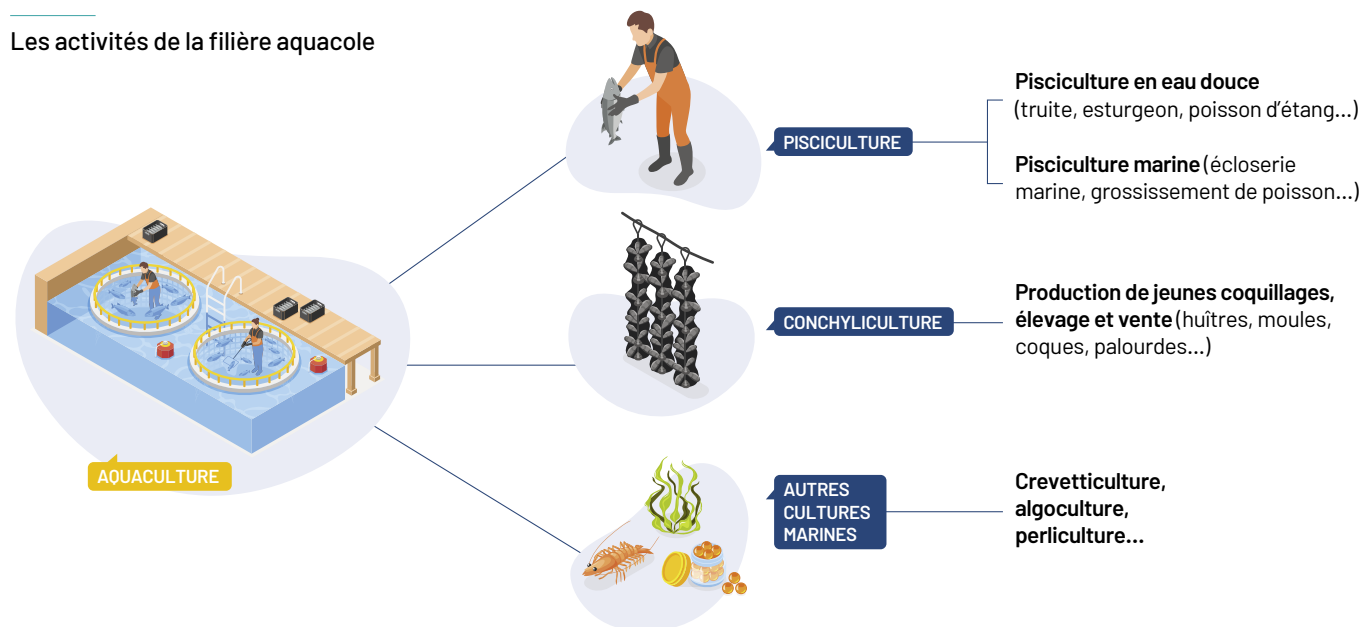 Les activités de la filière aquacole
AQUACULTURE
PISCICULTURE
Pisciculture en eau douce
(truite, esturgeon, poisson d’étang...)
Pisciculture marine (écloserie
marine, grossissement de poisson...)
CONCHYLICULTURE
Production de jeunes coquillages,
élevage et vente (huîtres, moules,
coques, palourdes...)
AUTRES
CULTURES
MARINES
Crevetticulture,
algoculture,
perliculture...